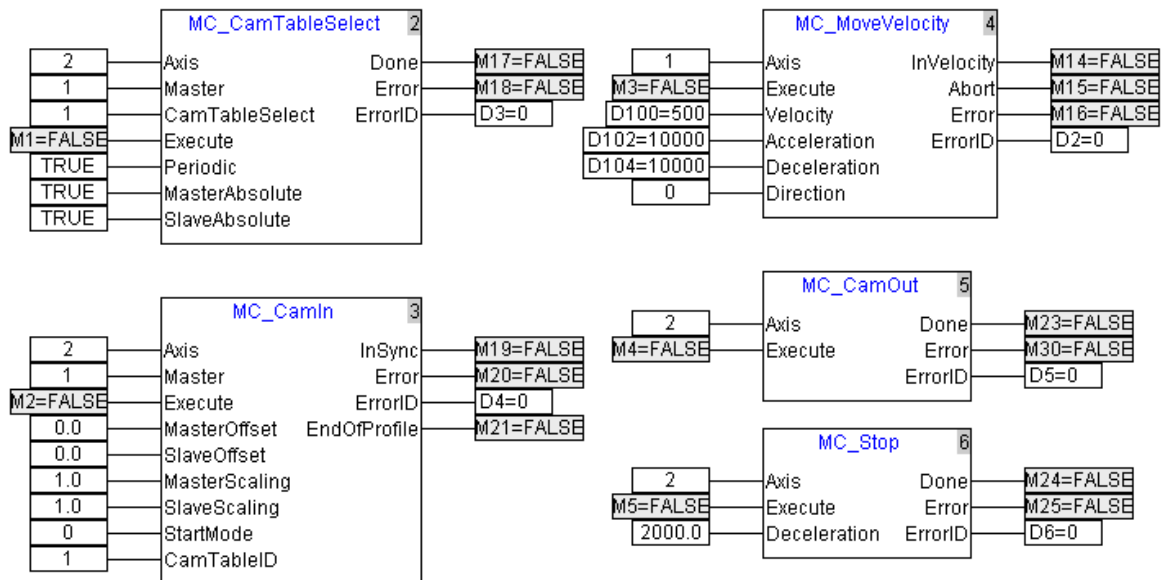 MC_CamTableSelect 2
2 Axis Done M17=FALSE
1 Master Error M18=FALSE
1 CamTableSelect ErrorID D3=0
M1=FALSE Execute
TRUE Periodic
TRUE MasterAbsolute
TRUE SlaveAbsolute
MC_MoveVelocity 4
1 Axis InVelocity M14=FALSE
M3=FALSE Execute Abort M15=FALSE
D100=500 Velocity Error M16=FALSE
D102=10000 Acceleration ErrorID D2=0
D104=10000 Deceleration
0 Direction
MC_CamIn 3
2 Axis InSync M19=FALSE
1 Master Error M20=FALSE
M2=FALSE Execute ErrorID D4=0
0.0 MasterOffset EndOfProfile M21=FALSE
0.0 SlaveOffset
1.0 MasterScaling
1.0 SlaveScaling
0 StartMode
1 CamTableID
MC_CamOut 5
2 Axis Done M23=FALSE
M4=FALSE Execute Error M30=FALSE
ErrorID D5=0
MC_Stop 6
2 Axis Done M24=FALSE
M5=FALSE Execute Error M25=FALSE
2000.0 Deceleration ErrorID D6=0